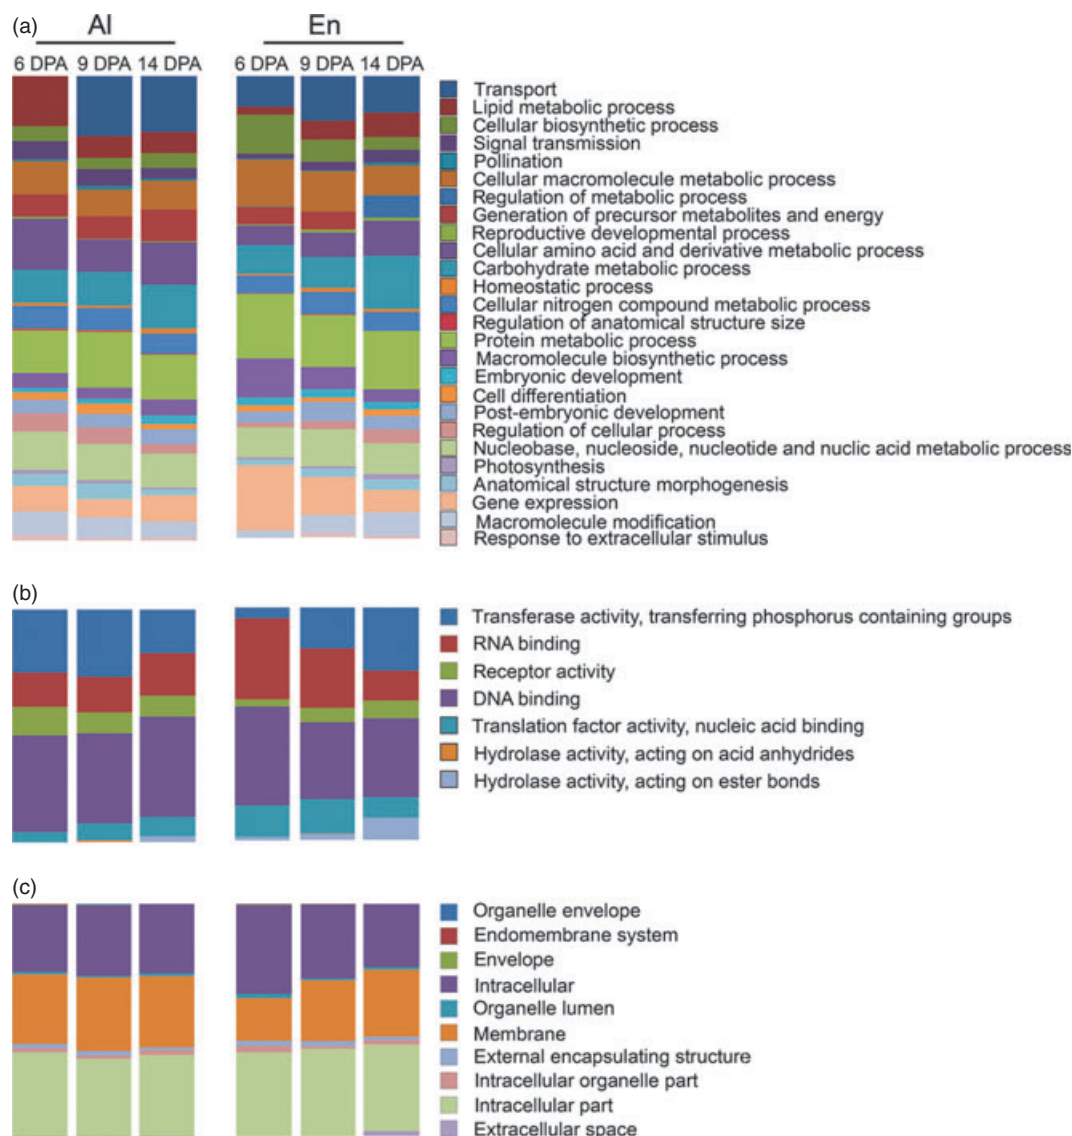 (a)
Al En
6 DPA 9 DPA 14 DPA 6 DPA 9 DPA 14 DPA
Transport
Lipid metabolic process
Cellular biosynthetic process
Signal transmission
Pollination
Cellular macromolecule metabolic process
Regulation of metabolic process
Generation of precursor metabolites and energy
Reproductive developmental process
Cellular amino acid and derivative metabolic process
Carbohydrate metabolic process
Homeostatic process
Cellular nitrogen compound metabolic process
Regulation of anatomical structure size
Protein metabolic process
Macromolecule biosynthetic process
Embryonic development
Cell differentiation
Post-embryonic development
Regulation of cellular process
Nucleobase, nucleoside, nucleotide and nuclic acid metabolic process
Photosynthesis
Anatomical structure morphogenesis
Gene expression
Macromolecule modification
Response to extracellular stimulus
(b)
Transferase activity, transferring phosphorus containing groups
RNA binding
Receptor activity
DNA binding
Translation factor activity, nucleic acid binding
Hydrolase activity, acting on acid anhydrides
Hydrolase activity, acting on ester bonds
(c)
Organelle envelope
Endomembrane system
Envelope
Intracellular
Organelle lumen
Membrane
External encapsulating structure
Intracellular organelle part
Intracellular part
Extracellular space